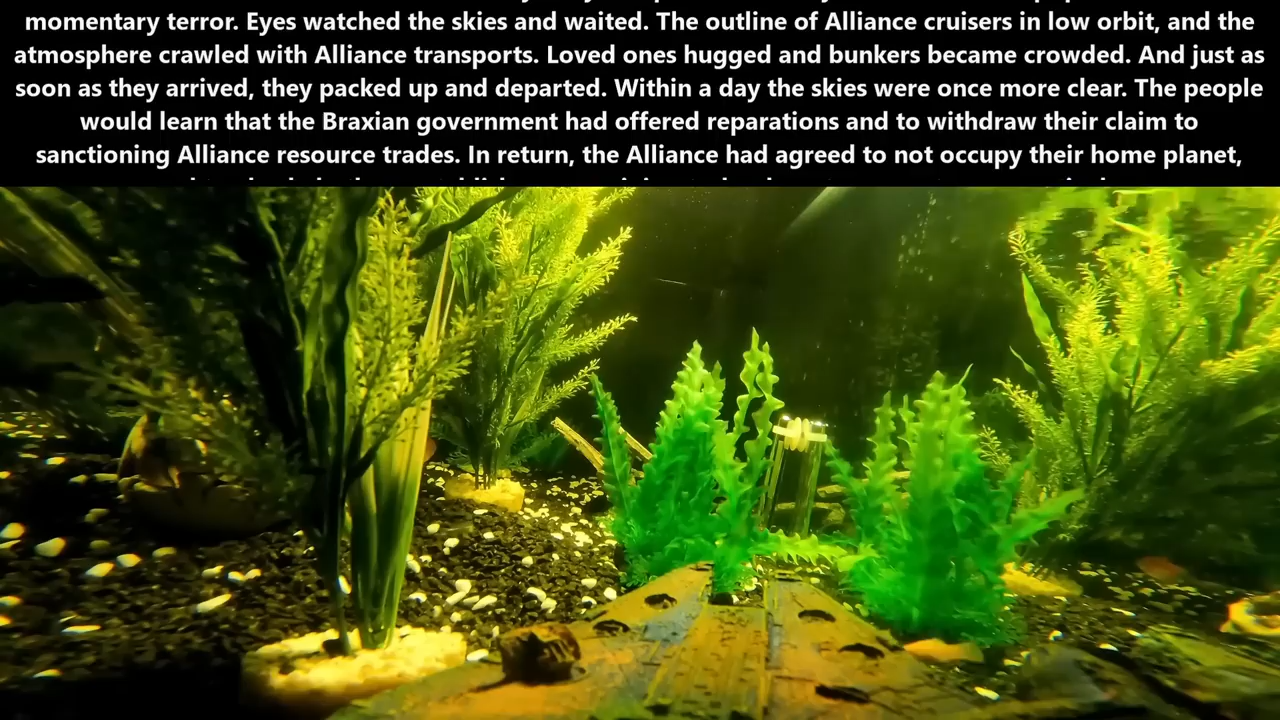 momentary terror. Eyes watched the skies and waited. The outline of Alliance cruisers in low orbit, and the
atmosphere crawled with Alliance transports. Loved ones hugged and bunkers became crowded. And just as
soon as they arrived, they packed up and departed. Within a day the skies were once more clear. The people
would learn that the Braxian government had offered reparations and to withdraw their claim to
sanctioning Alliance resource trades. In return, the Alliance had agreed to not occupy their home planet,